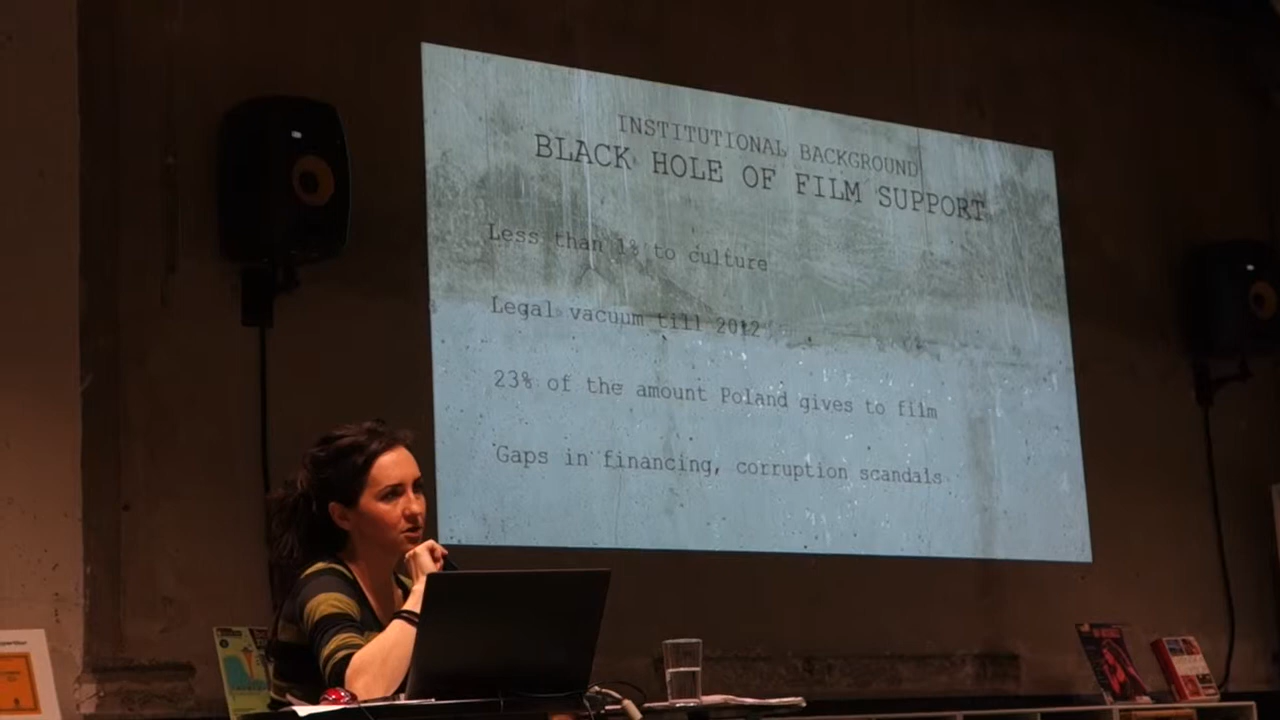 INSTITUTIONAL BACKGROUND
BLACK HOLE OF FILM SUPPORT
Less than 1% to culture
Legal vacuum till 2012
23% of the amount Poland gives to film
Gaps in financing, corruption scandals